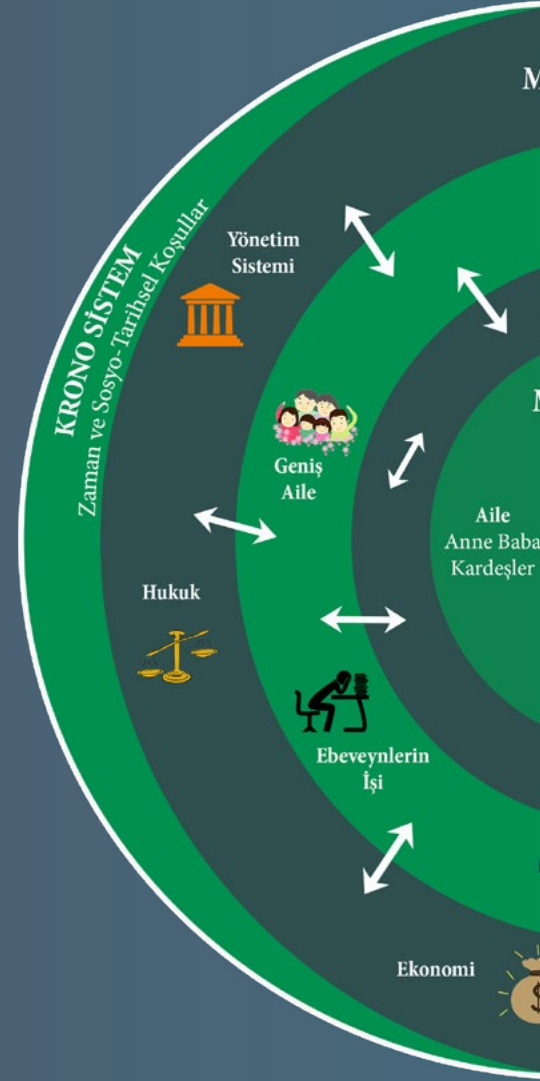 M
Yönetim
Sistemi
KRONO SİSTEM
Zaman ve Sosyo-Tarihsel Koşullar
M
Geniş
Aile
Aile
Anne Baba
Kardeşler
Hukuk
Ebeveynlerin
İşi
Ekonomi
$